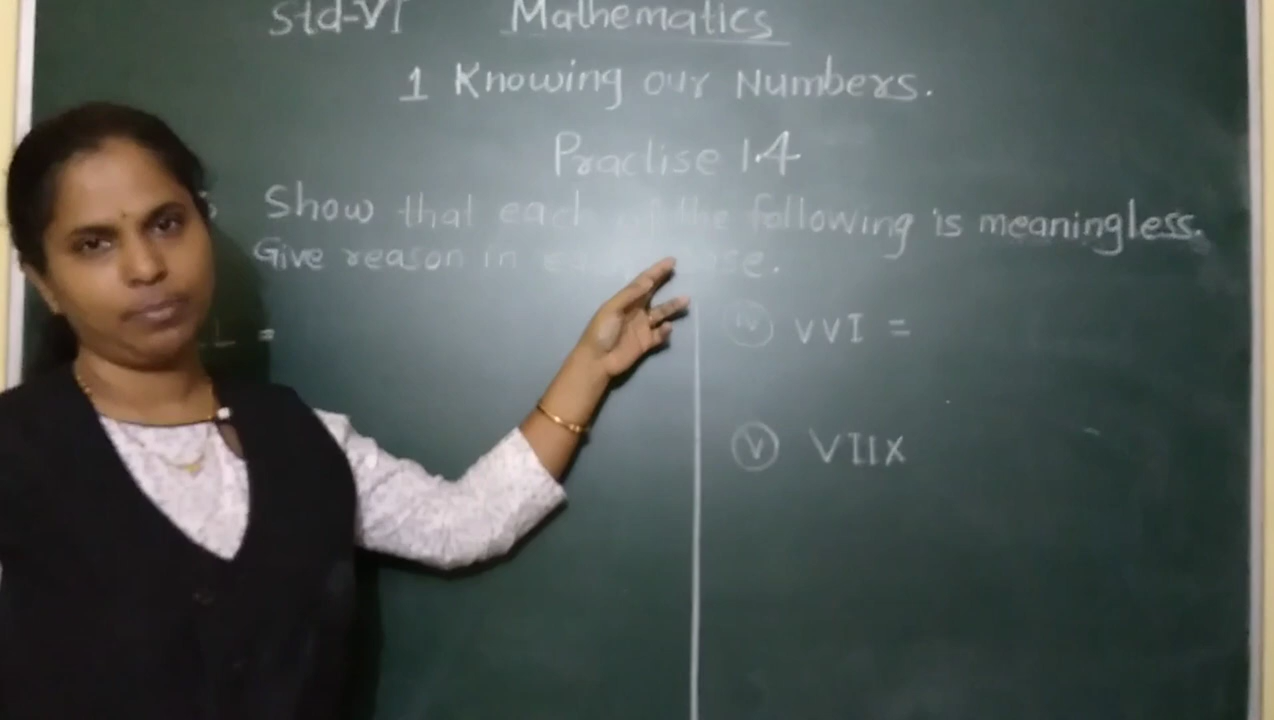 Std-VI Mathematics
1 Knowing our Numbers.
Practise 1.4
Show that each the following is meaningless.
Give reason in
L =
iv VVI =
V VIIX